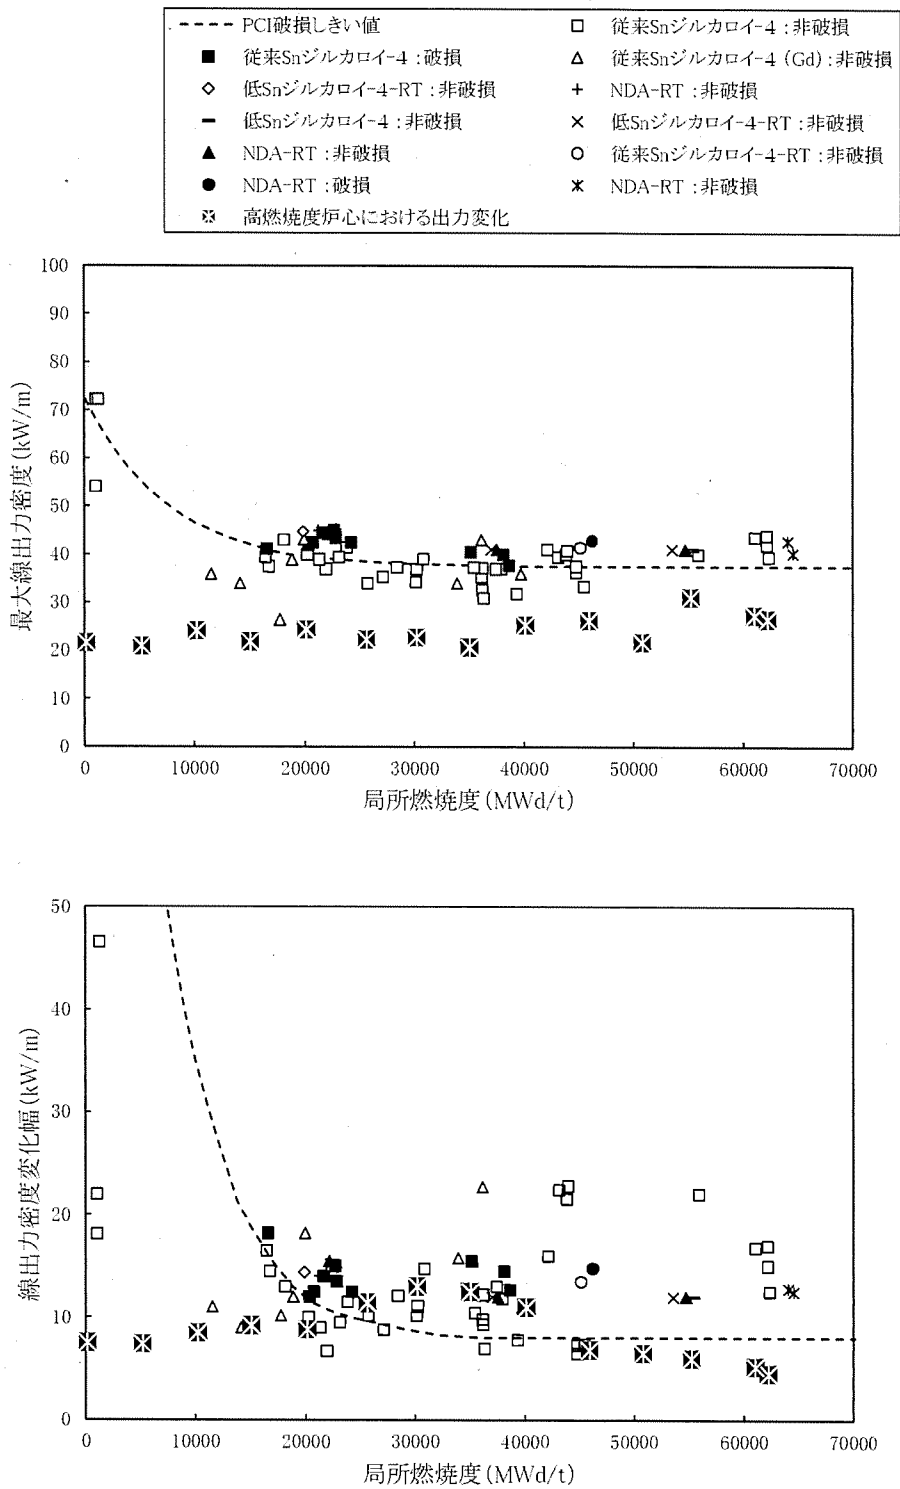 PCI破損しきい値
従来Snジルカロイ-4:非破損
従来Snジルカロイ-4:破損
従来Snジルカロイ-4 (Gd):非破損
低Snジルカロイ-4-RT:非破損
NDA-RT:非破損
低Snジルカロイ-4:非破損
低Snジルカロイ-4-RT:非破損
NDA-RT:非破損
従来Snジルカロイ-4-RT:非破損
NDA-RT:破損
NDA-RT:非破損
高燃焼度炉心における出力変化
最大線出力密度(kW/m)
100
90
80
70
60
50
40
30
20
10
0
0 10000 20000 30000 40000 50000 60000 70000
局所燃焼度(MWd/t)
線出力密度変化幅(kW/m)
50
40
30
20
10
0
0 10000 20000 30000 40000 50000 60000 70000
局所燃焼度(MWd/t)